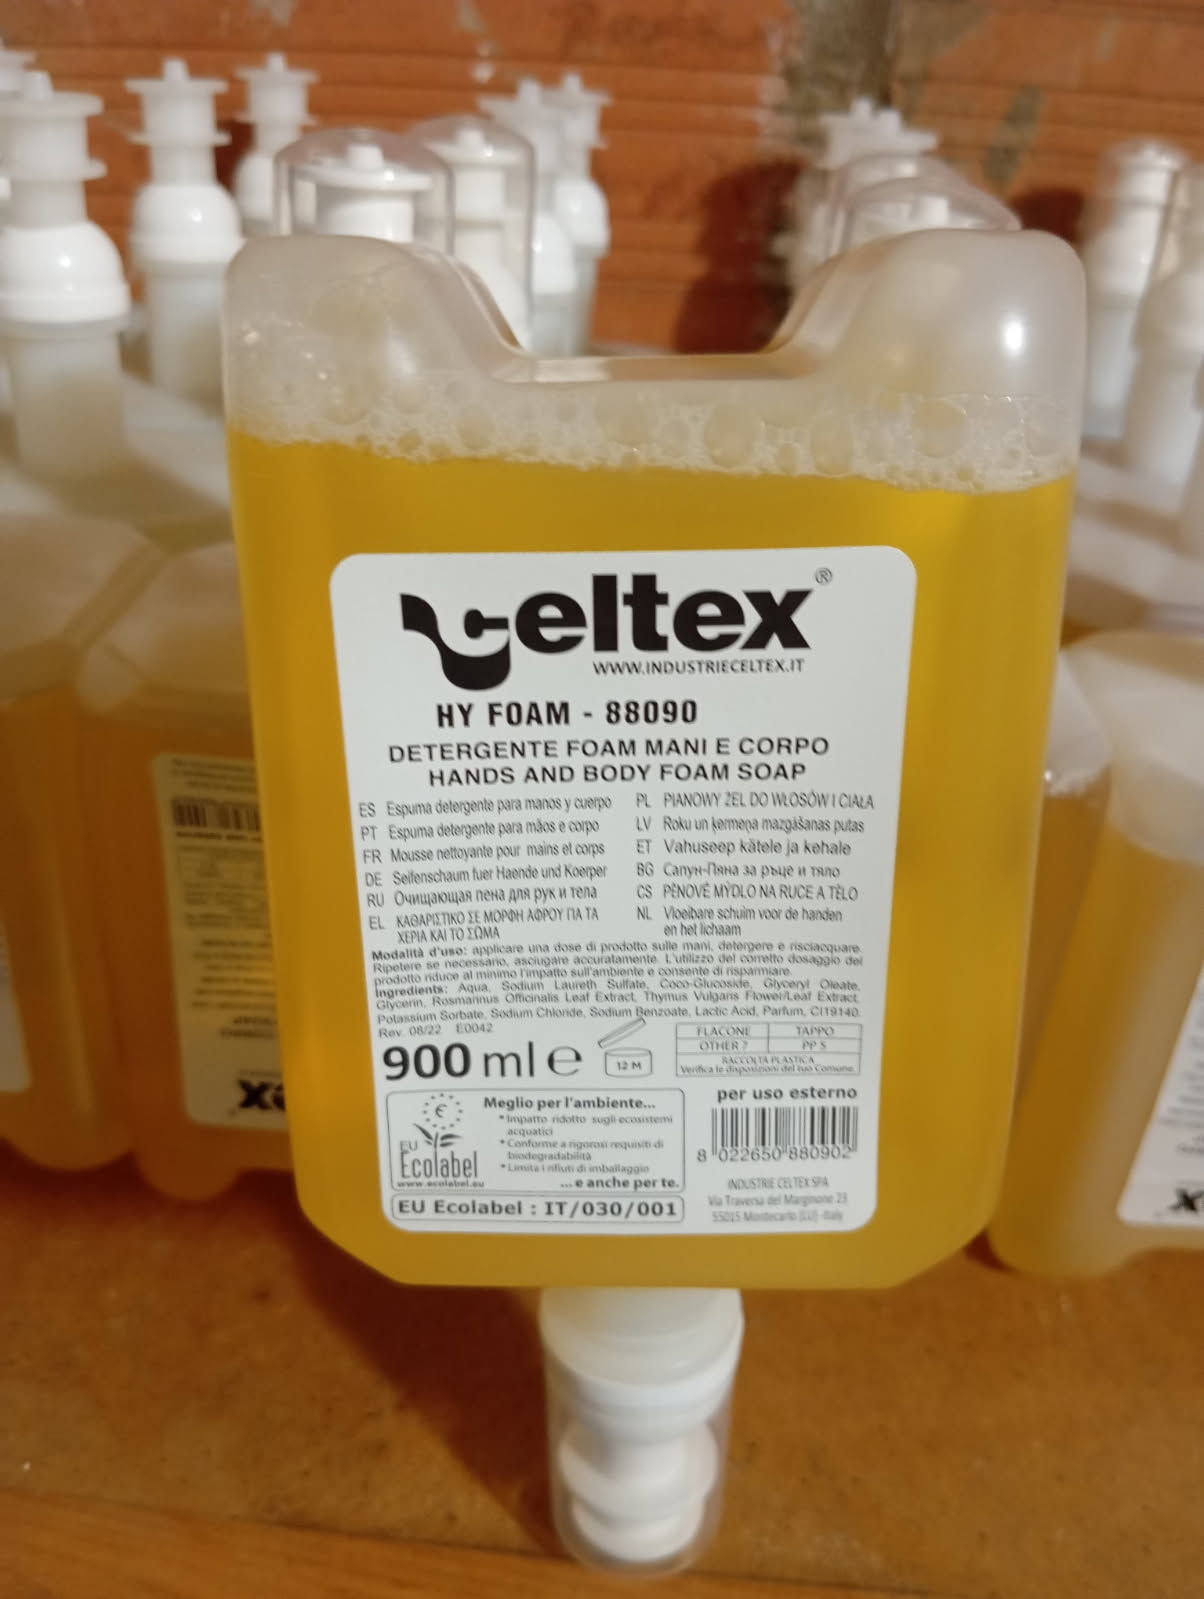 celtex®
WWW.INDUSTRIECELTEX.IT
HY FOAM - 88090
DETERGENTE FOAM MANI E CORPO
HANDS AND BODY FOAM SOAP
ES Espuma detergente para manos y cuerpo
PT Espuma detergente para mãos e corpo
FR Mousse nettoyante pour mains et corps
DE Seifenschaum fuer Haende und Koerper
RU Очищающая пена для рук и тела
EL ΚΑΘΑΡΙΣΤΙΚΟ ΣΕ ΜΟΡΦΗ ΑΦΡΟΥ ΓΙΑ ΤΑ
ΧΕΡΙΑ ΚΑΙ ΤΟ ΣΩΜΑ
PL PIANOWY ŻEL DO WŁOSÓW I CIAŁA
LV Roku un ķermeņa mazgāšanas putas
ET Vahuseep kätele ja kehale
BG Сапун-Пяна за ръце и тяло
CS PĚNOVÉ MÝDLO NA RUCE A TĚLO
NL Vloeibare schuim voor de handen
en het lichaam
Modalità d'uso: applicare una dose di prodotto sulle mani, detergere e risciacquare.
Ripetere se necessario, asciugare accuratamente. L'utilizzo del corretto dosaggio del
prodotto riduce al minimo l'impatto sull'ambiente e consente di risparmiare.
Ingredients: Aqua, Sodium Laureth Sulfate, Coco-Glucoside, Glyceryl Oleate,
Glycerin, Rosmarinus Officinalis Leaf Extract, Thymus Vulgaris Flower/Leaf Extract,
Potassium Sorbate, Sodium Chloride, Sodium Benzoate, Lactic Acid, Parfum, CI19140.
Rev. 08/22 E0042
900 ml ℮
12 M
FLACONE TAPPO
OTHER 7 PP 5
RACCOLTA PLASTICA
Verifica le disposizioni del tuo Comune.
Meglio per l'ambiente...
• Impatto ridotto sugli ecosistemi
acquatici
• Conforme a rigorosi requisiti di
biodegradabilità
• Limita i rifiuti di imballaggio
... e anche per te.
€
EU
Ecolabel
www.ecolabel.eu
EU Ecolabel : IT/030/001
per uso esterno
8 022650 880902
INDUSTRIE CELTEX SPA
Via Traversa del Marginone 23
55015 Montecarlo (LU) -Italy